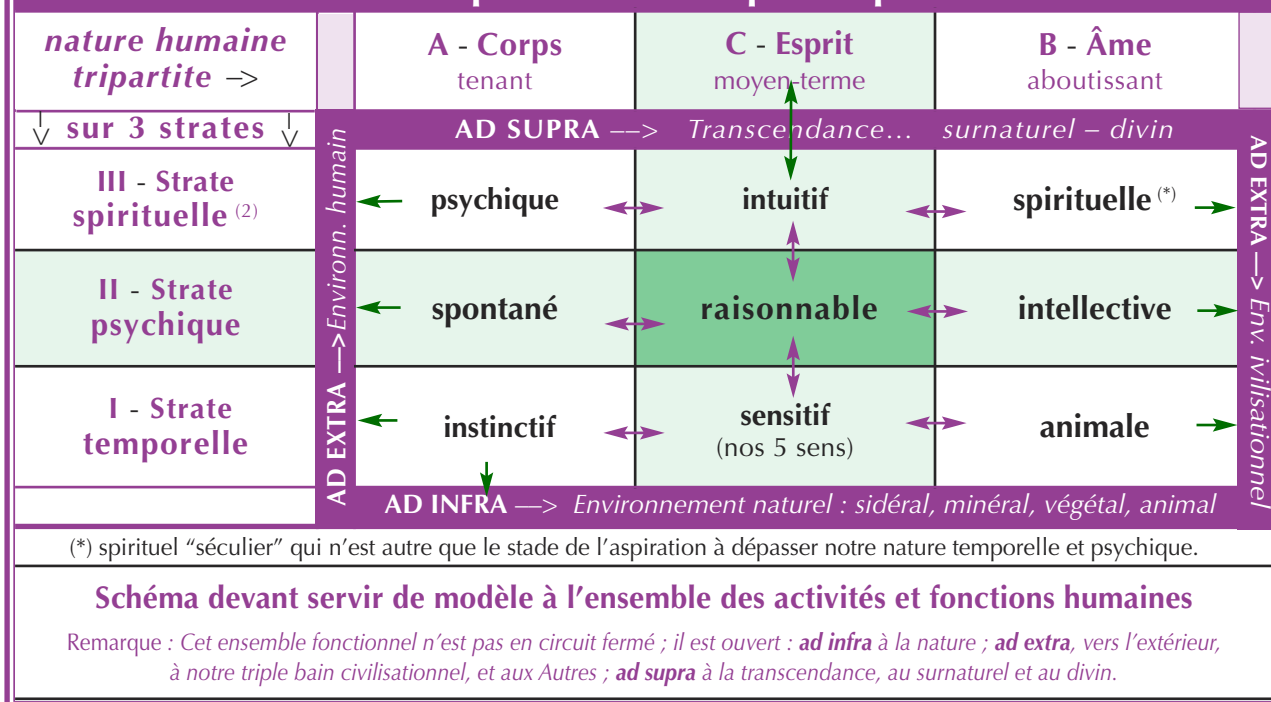 nature humaine
tripartite –>
A - Corps
tenant
C - Esprit
moyen-terme
B - Âme
aboutissant
sur 3 strates
AD SUPRA ––> Transcendance… surnaturel – divin
III - Strate
spirituelle (2)
psychique
intuitif
spirituelle (*)
II - Strate
psychique
spontané
raisonnable
intellective
I - Strate
temporelle
instinctif
sensitif
(nos 5 sens)
animale
AD EXTRA —>Environn. humain
AD EXTRA —> Env. ivilisationnel
AD INFRA —> Environnement naturel : sidéral, minéral, végétal, animal
(*) spirituel “séculier” qui n’est autre que le stade de l’aspiration à dépasser notre nature temporelle et psychique.
Schéma devant servir de modèle à l’ensemble des activités et fonctions humaines
Remarque : Cet ensemble fonctionnel n’est pas en circuit fermé ; il est ouvert : ad infra à la nature ; ad extra, vers l’extérieur,
à notre triple bain civilisationnel, et aux Autres ; ad supra à la transcendance, au surnaturel et au divin.